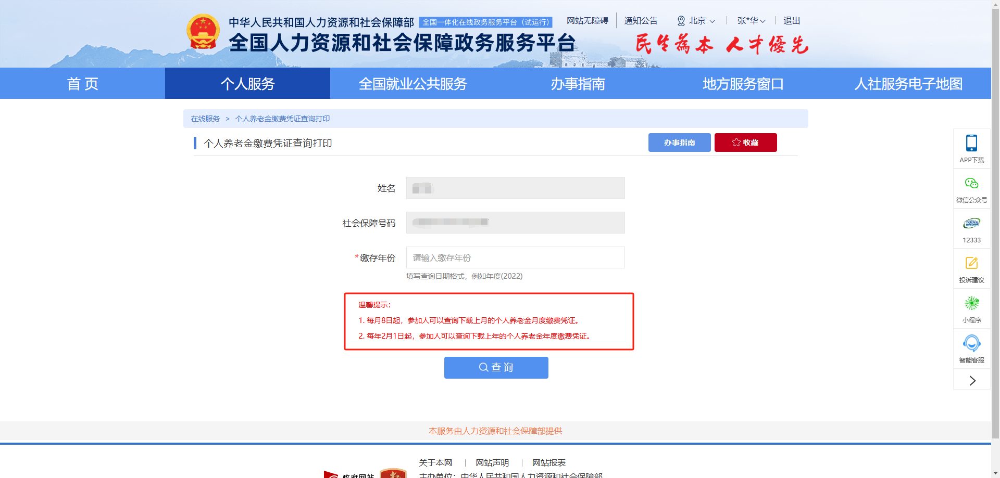 中华人民共和国人力资源和社会保障部 全国一体化在线政务服务平台（试运行） 网站无障碍 通知公告 北京 张*华 退出
全国人力资源和社会保障政务服务平台 民生為本 人才優先
首 页 个人服务 全国就业公共服务 办事指南 地方服务窗口 人社服务电子地图
在线服务 > 个人养老金缴费凭证查询打印
个人养老金缴费凭证查询打印 办事指南 收藏
姓名
社会保障号码
*缴存年份 请输入缴存年份
填写查询日期格式，例如年度(2022)
温馨提示：
1. 每月8日起，参加人可以查询下载上月的个人养老金月度缴费凭证。
2. 每年2月1日起，参加人可以查询下载上年的个人养老金年度缴费凭证。
查 询
APP下载
微信公众号
12333
12333
投诉建议
小程序
智能客服
本服务由人力资源和社会保障部提供
关于本网 网站声明 网站报表
政府网站 主办单位：中华人民共和国人力资源和社会保障部